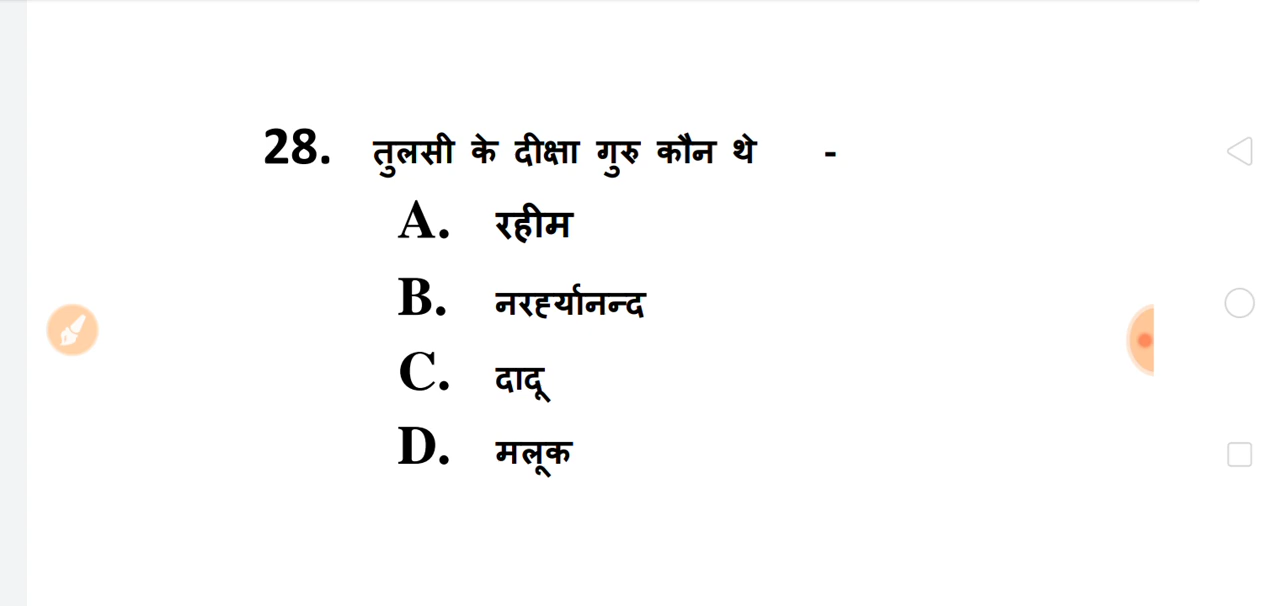 28. तुलसी के दीक्षा गुरु कौन थे -
A. रहीम
B. नरहर्यानन्द
C. दादू
D. मलूक